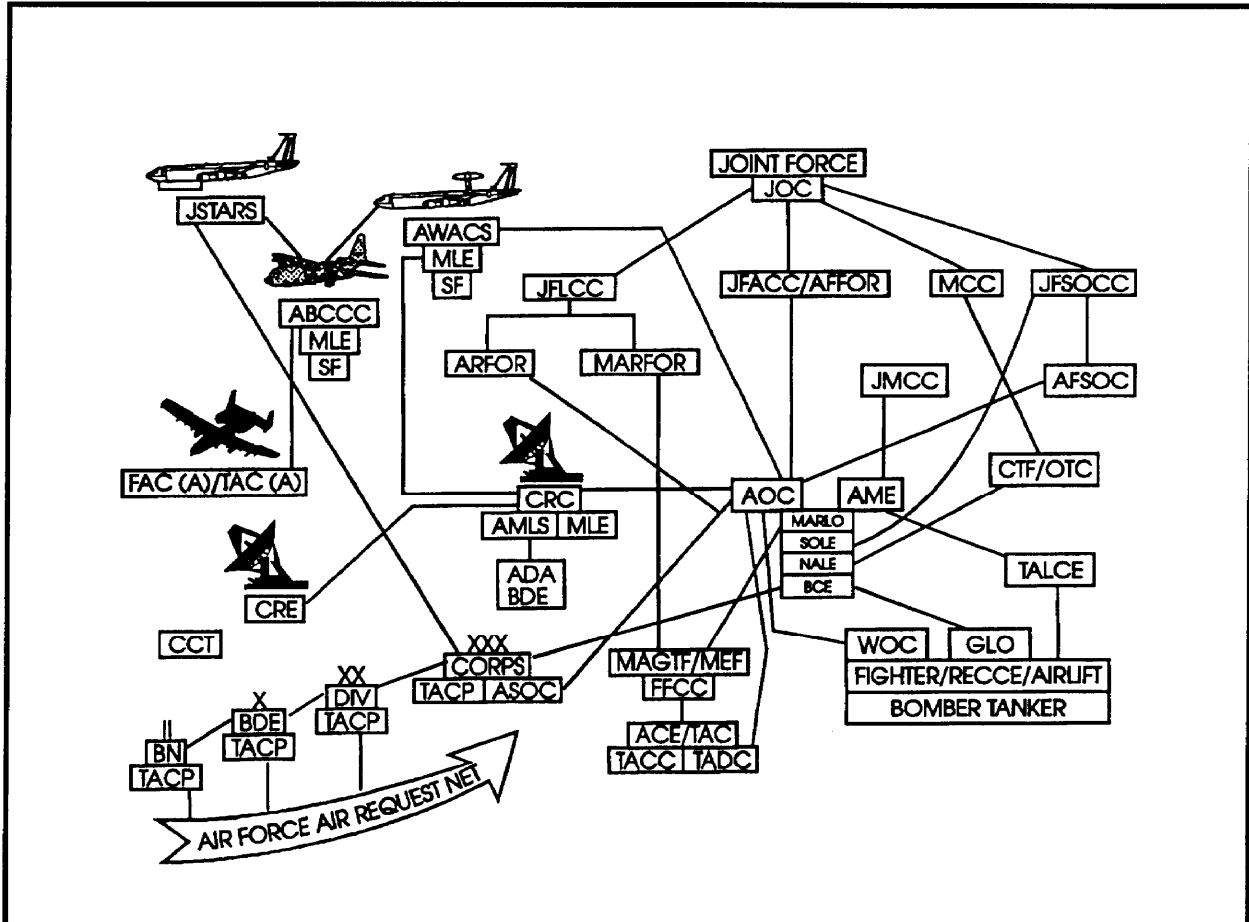 JOINT FORCE
JOC
JSTARS
AWACS
MLE
SF
JFLCC
JFACC/AFFOR
MCC
JFSOCC
ABCCC
MLE
SF
ARFOR
MARFOR
JMCC
AFSOC
FAC (A)/TAC (A)
CRC
AMLS MLE
AOC
AME
CTF/OTC
MARLO
SOLE
NALE
BCE
ADA
BDE
TALCE
CRE
CCT
XXX
CORPS
TACP ASOC
MAGTF/MEF
FFCC
WOC
GLO
FIGHTER/RECCE/AIRLIFT
BOMBER TANKER
XX
DIV
TACP
X
BDE
TACP
II
BN
TACP
ACE/TAC
TACC TADC
AIR FORCE AIR REQUEST NET